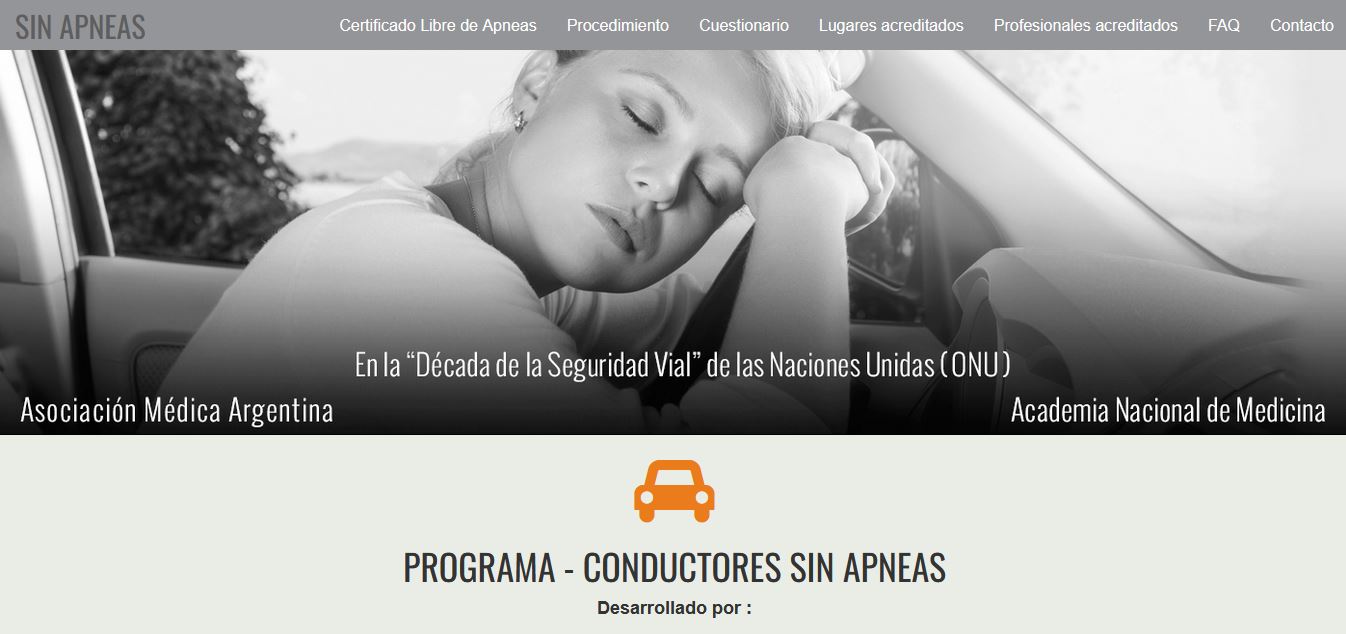 SIN APNEAS
Certificado Libre de Apneas
Procedimiento
Cuestionario
Lugares acreditados
Profesionales acreditados
FAQ
Contacto
En la “Década de la Seguridad Vial” de las Naciones Unidas (ONU)
Asociación Médica Argentina
Academia Nacional de Medicina
PROGRAMA - CONDUCTORES SIN APNEAS
Desarrollado por :